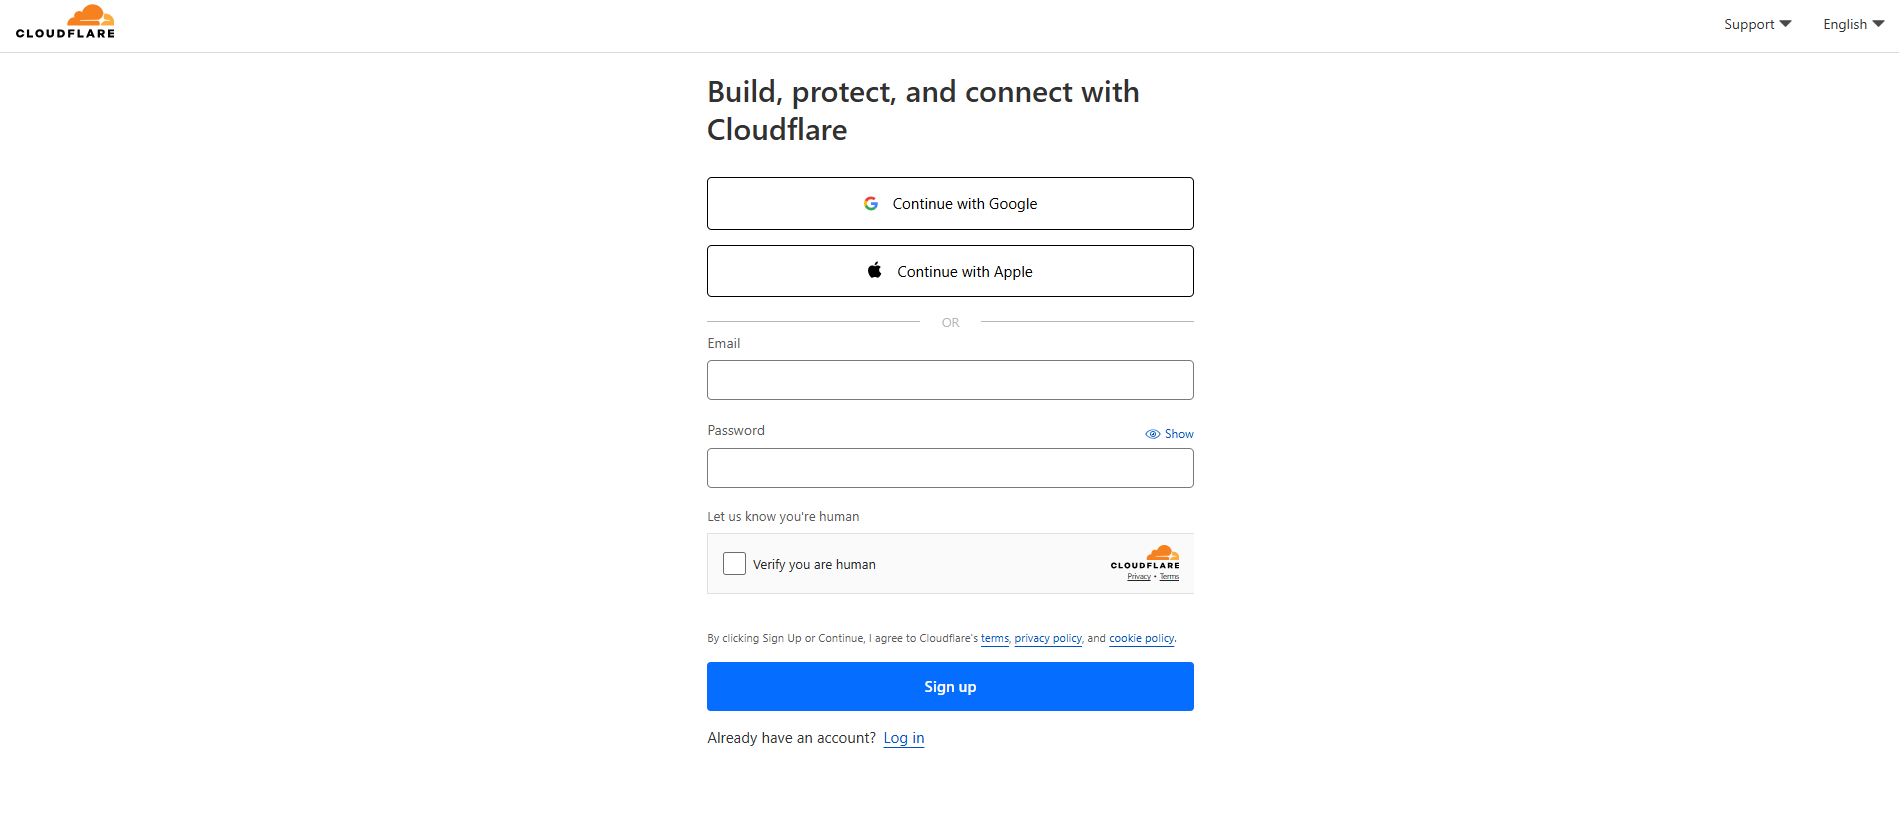 CLOUDFLARE
Support English
Build, protect, and connect with
Cloudflare
Continue with Google
Continue with Apple
OR
Email
Password Show
Let us know you're human
Verify you are human
CLOUDFLARE
Privacy • Terms
By clicking Sign Up or Continue, I agree to Cloudflare's terms, privacy policy, and cookie policy.
Sign up
Already have an account? Log in